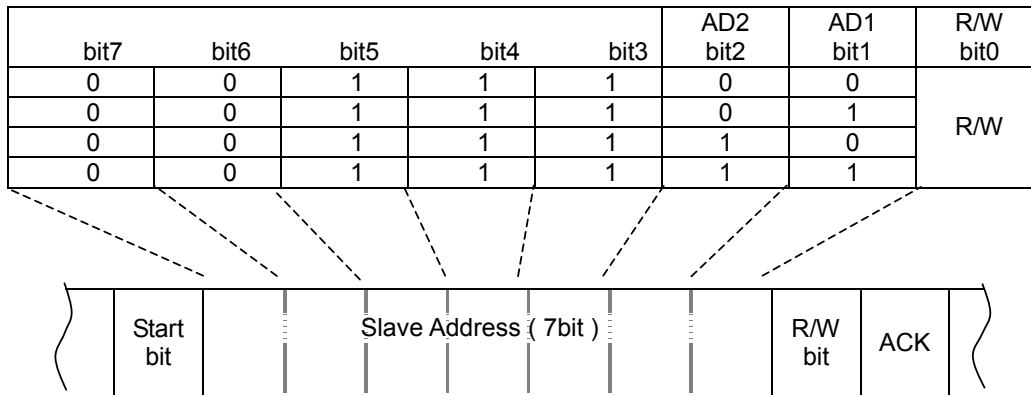 AD2 AD1 R/W
bit7 bit6 bit5 bit4 bit3 bit2 bit1 bit0
0 0 1 1 1 0 0
0 0 1 1 1 0 1
R/W
0 0 1 1 1 1 0
0 0 1 1 1 1 1
Start Slave Address ( 7bit ) R/W ACK
bit bit